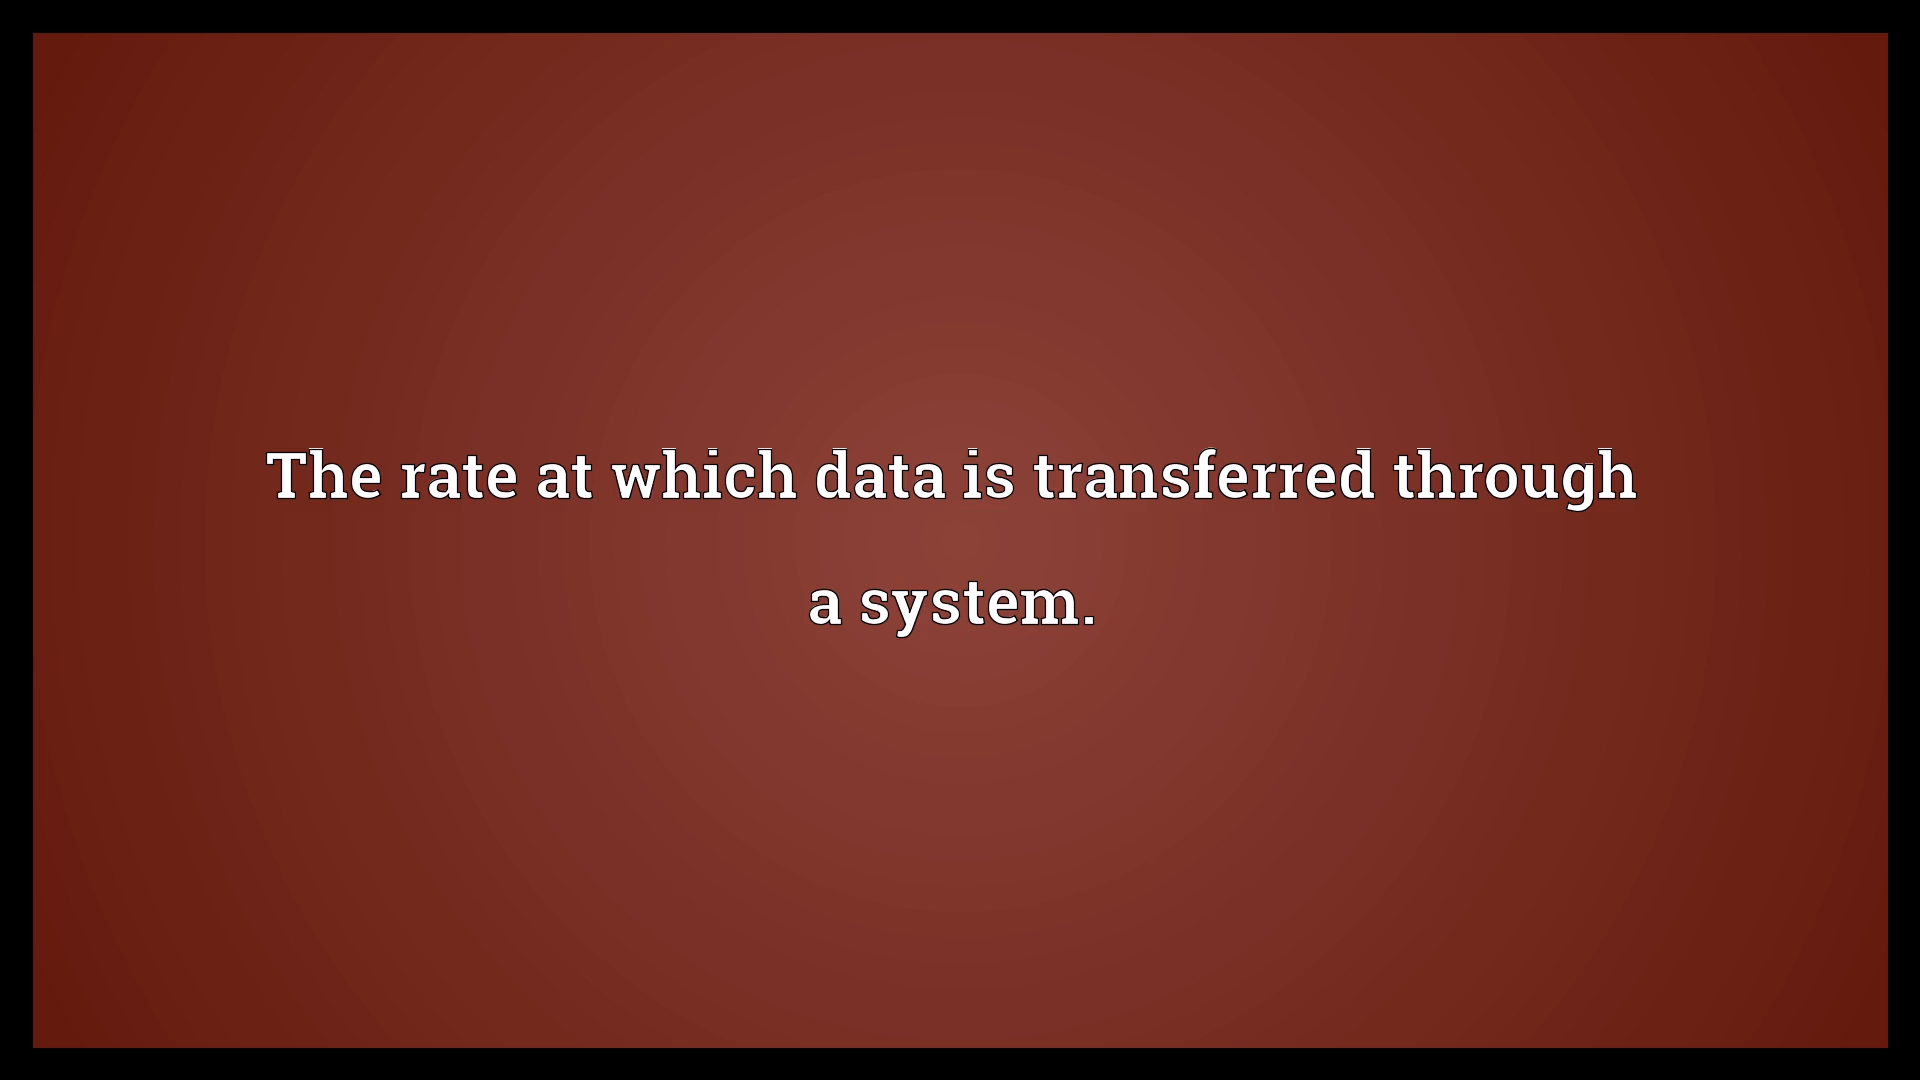 The rate at which data is transferred through
a system.